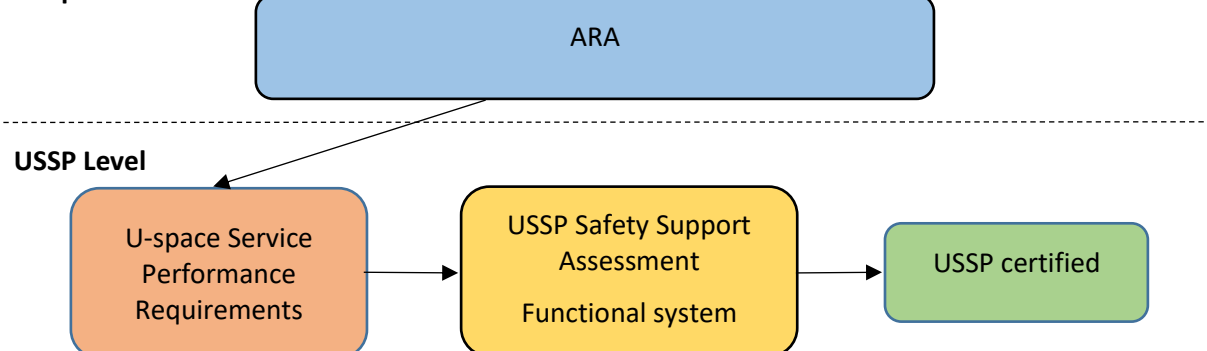 ARA
USSP Level
U-space Service
Performance
Requirements
USSP Safety Support
Assessment
Functional system
USSP certified